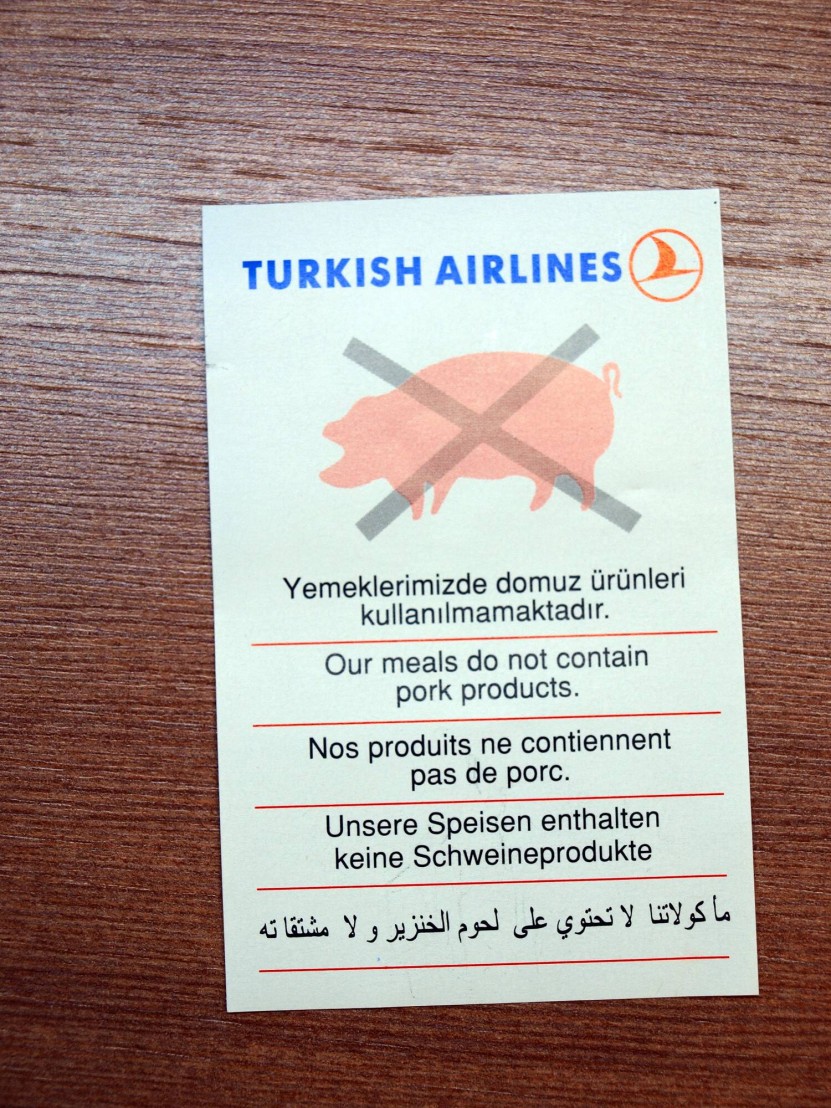 TURKISH AIRLINES
Yemeklerimizde domuz ürünleri
kullanılmamaktadır.
Our meals do not contain
pork products.
Nos produits ne contiennent
pas de porc.
Unsere Speisen enthalten
keine Schweineprodukte
مأكولاتنا لا تحتوي على لحوم الخنزير و لا مشتقاته